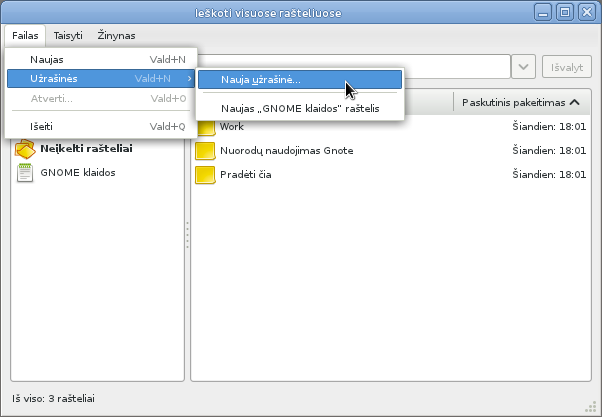 Ieškoti visuose rašteliuose
Failas Taisyti Žinynas
Naujas Vald+N
Užrašinės Vald+N
Atverti... Vald+O
Išeiti Vald+Q
Nauja užrašinė...
Naujas „GNOME klaidos“ raštelis
Išvalyt
Paskutinis pakeitimas
Neįkelti rašteliai
GNOME klaidos
Work Šiandien: 18:01
Nuorodų naudojimas Gnote Šiandien: 18:01
Pradėti čia Šiandien: 18:01
Iš viso: 3 rašteliai